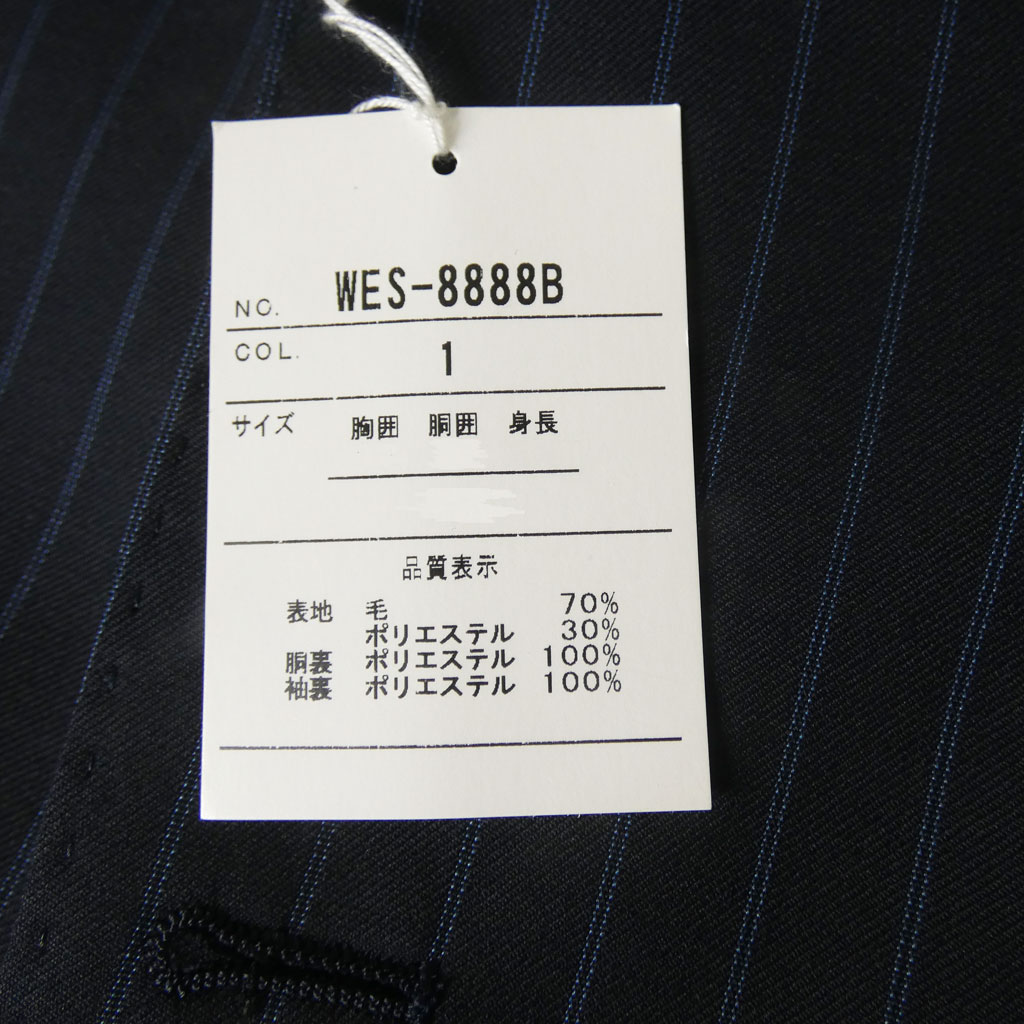 NO. WES-8888B
COL. 1
サイズ 胸囲 胴囲 身長
品質表示
表地 毛 70%
ポリエステル 30%
胴裏 ポリエステル 100%
袖裏 ポリエステル 100%